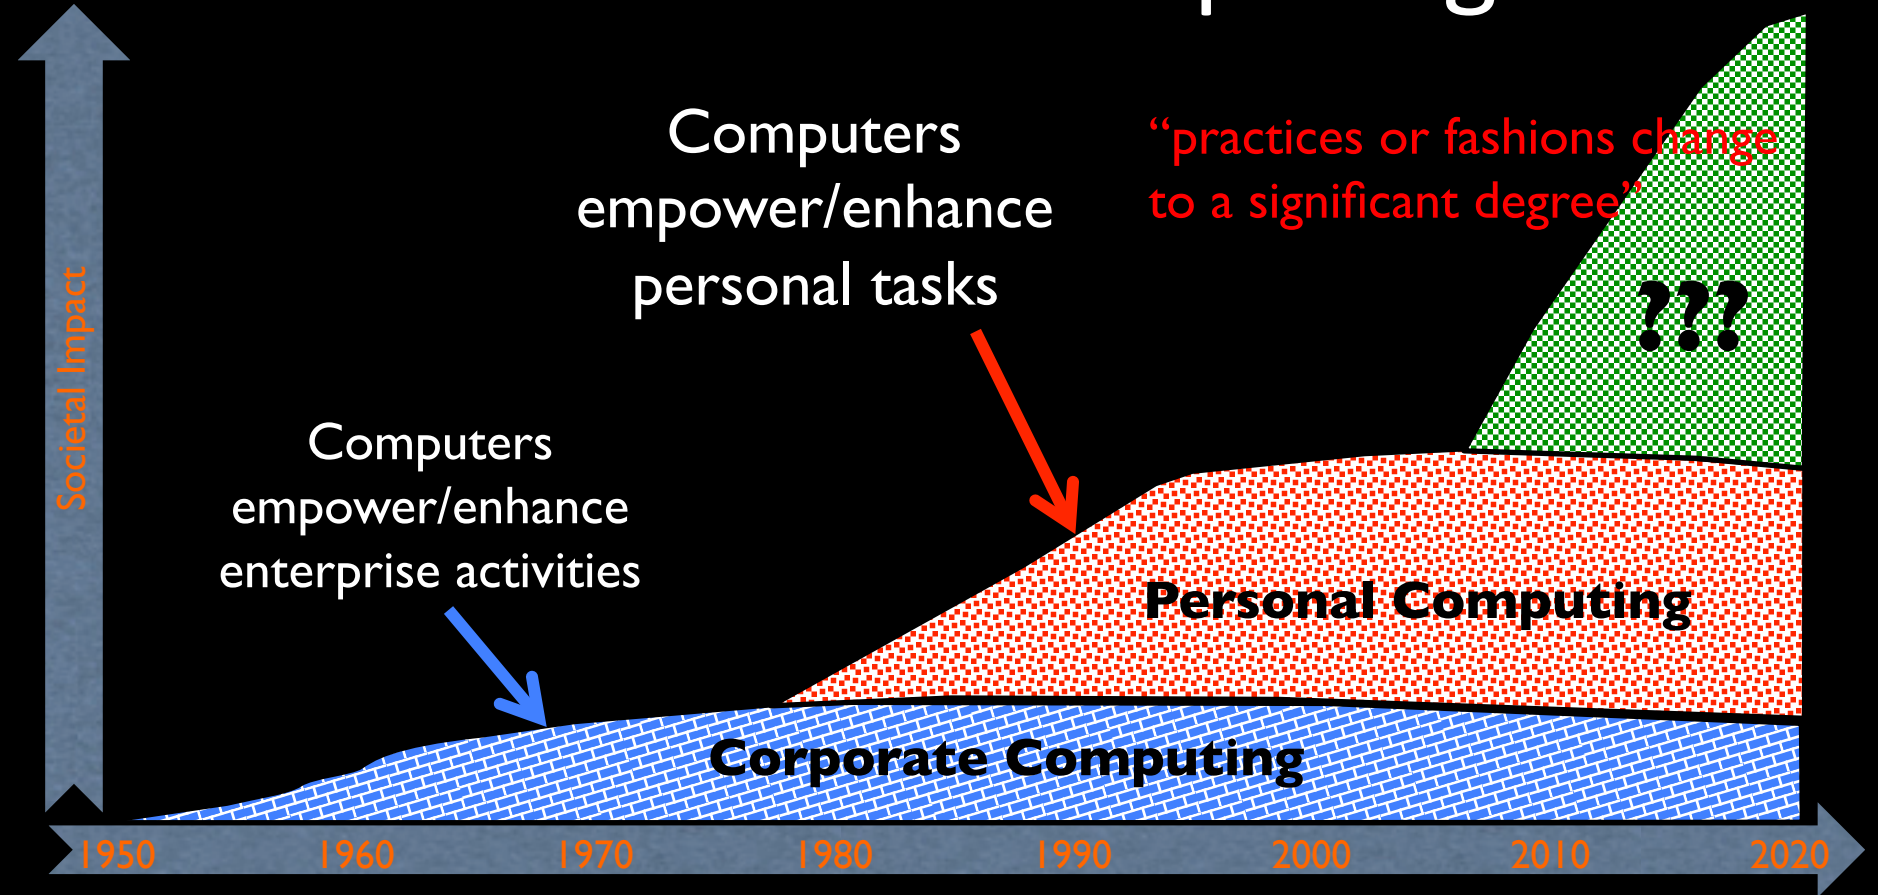 Computers
empower/enhance
personal tasks
“practices or fashions change
to a significant degree”
???
Societal Impact
Computers
empower/enhance
enterprise activities
Personal Computing
Corporate Computing
1950 1960 1970 1980 1990 2000 2010 2020